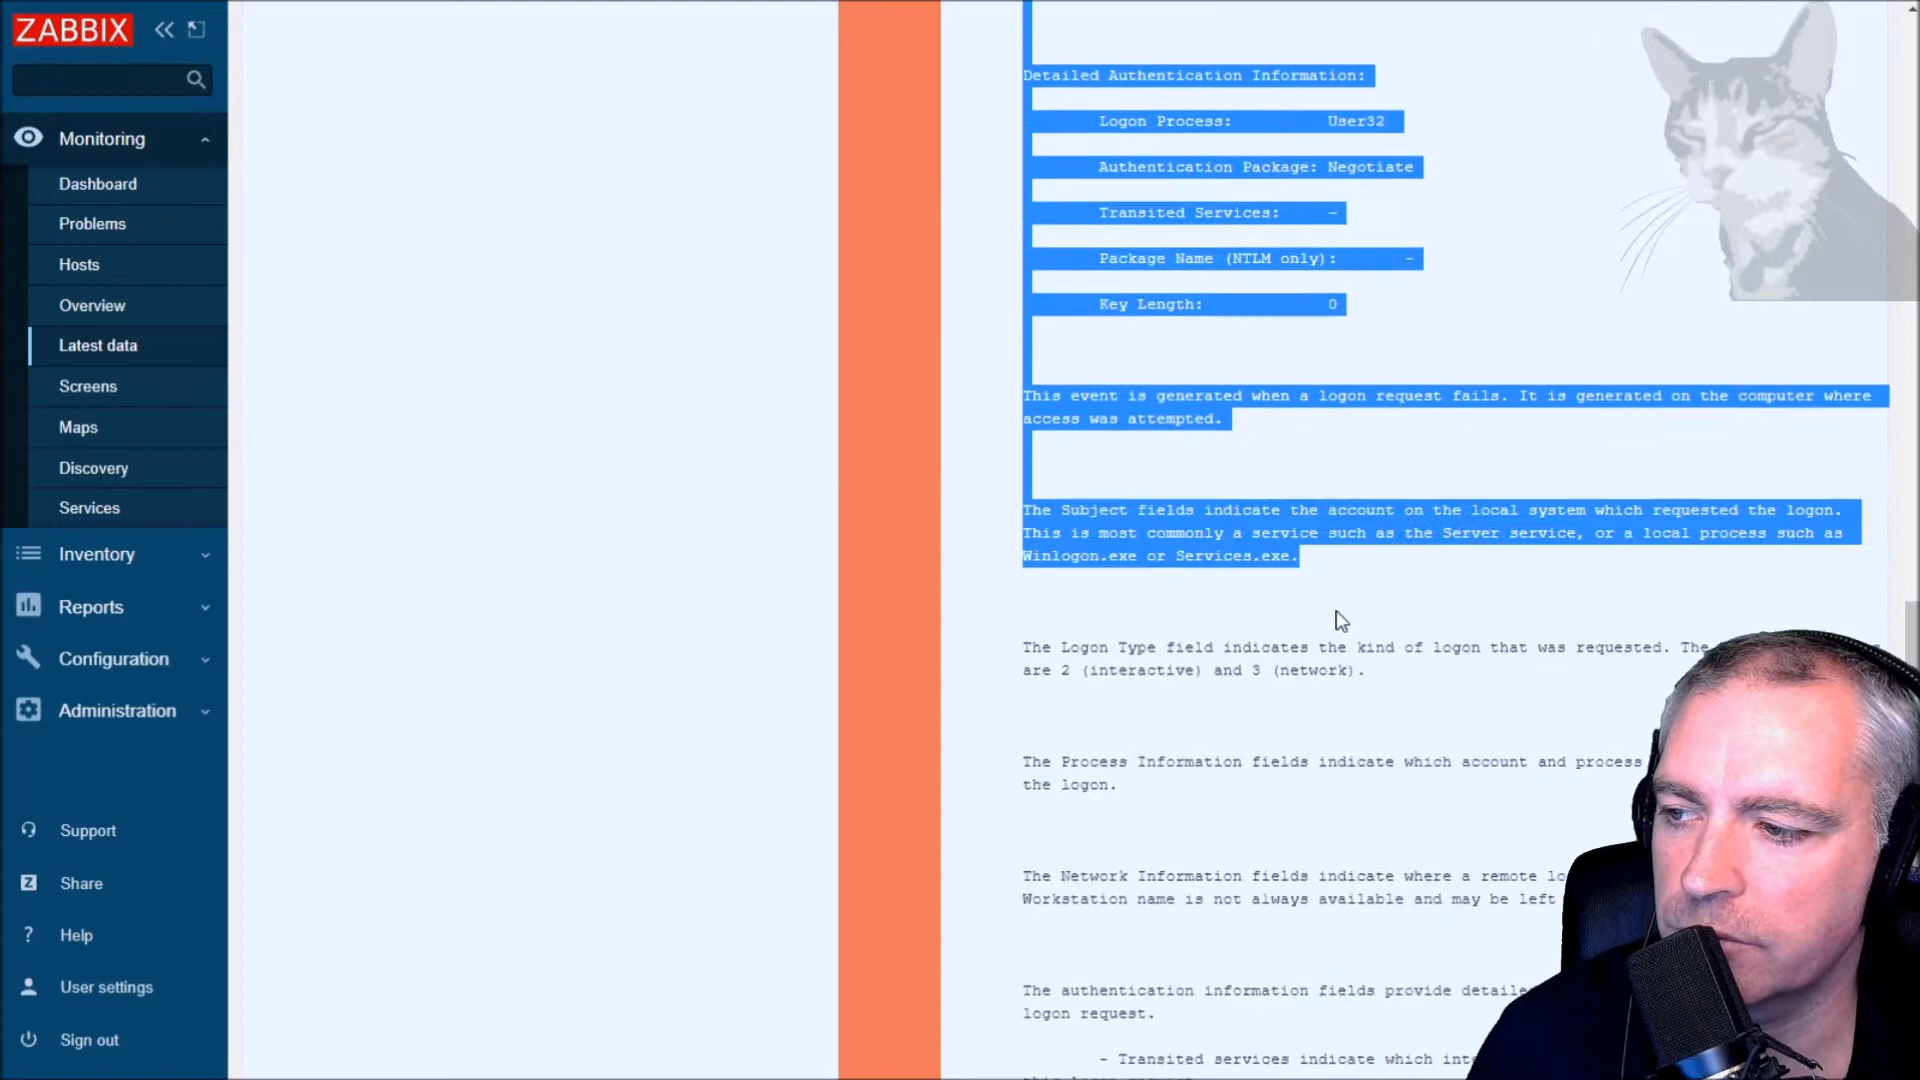 ZABBIX
Monitoring
Dashboard
Problems
Hosts
Overview
Latest data
Screens
Maps
Discovery
Services
Inventory
Reports
Configuration
Administration
Support
Z Share
? Help
User settings
Sign out
Detailed Authentication Information:
Logon Process: User32
Authentication Package: Negotiate
Transited Services: -
Package Name (NTLM only): -
Key Length: 0
This event is generated when a logon request fails. It is generated on the computer where
access was attempted.
The Subject fields indicate the account on the local system which requested the logon.
This is most commonly a service such as the Server service, or a local process such as
Winlogon.exe or Services.exe.
The Logon Type field indicates the kind of logon that was requested. The
are 2 (interactive) and 3 (network).
The Process Information fields indicate which account and process
the logon.
The Network Information fields indicate where a remote
Workstation name is not always available and may be left
The authentication information fields provide
logon request.
- Transited services indicate which